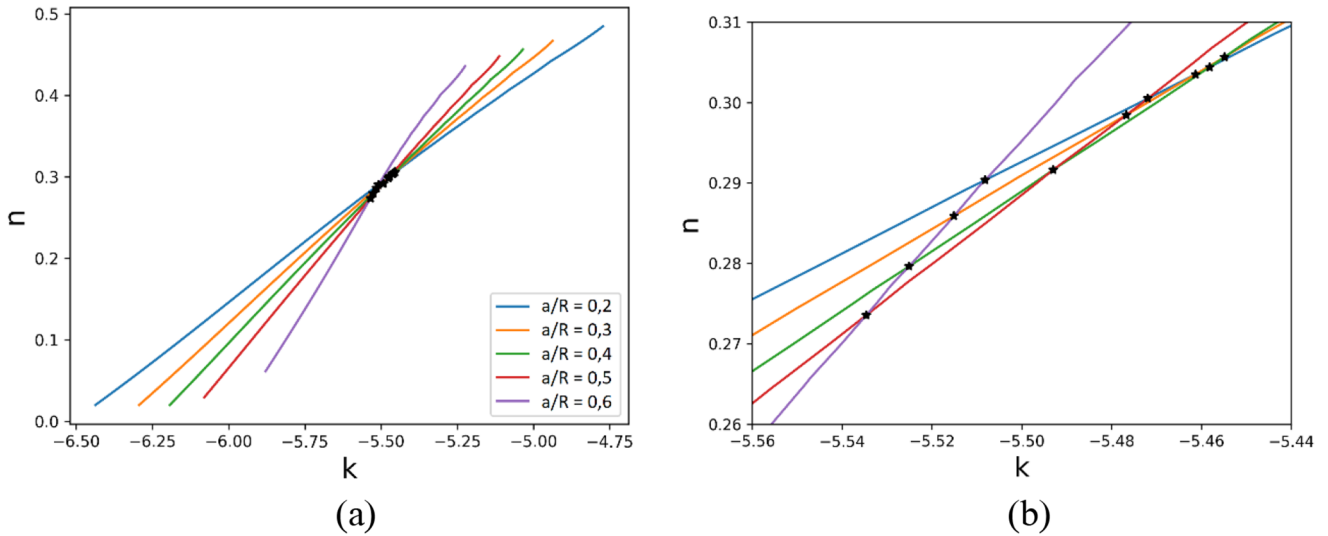 0.5
0.4
0.3
0.2
0.1
0.0
n
−6.50 −6.25 −6.00 −5.75 −5.50 −5.25 −5.00 −4.75
k
a/R = 0,2
a/R = 0,3
a/R = 0,4
a/R = 0,5
a/R = 0,6
(a)
0.31
0.30
0.29
0.28
0.27
0.26
n
−5.56 −5.54 −5.52 −5.50 −5.48 −5.46 −5.44
k
(b)